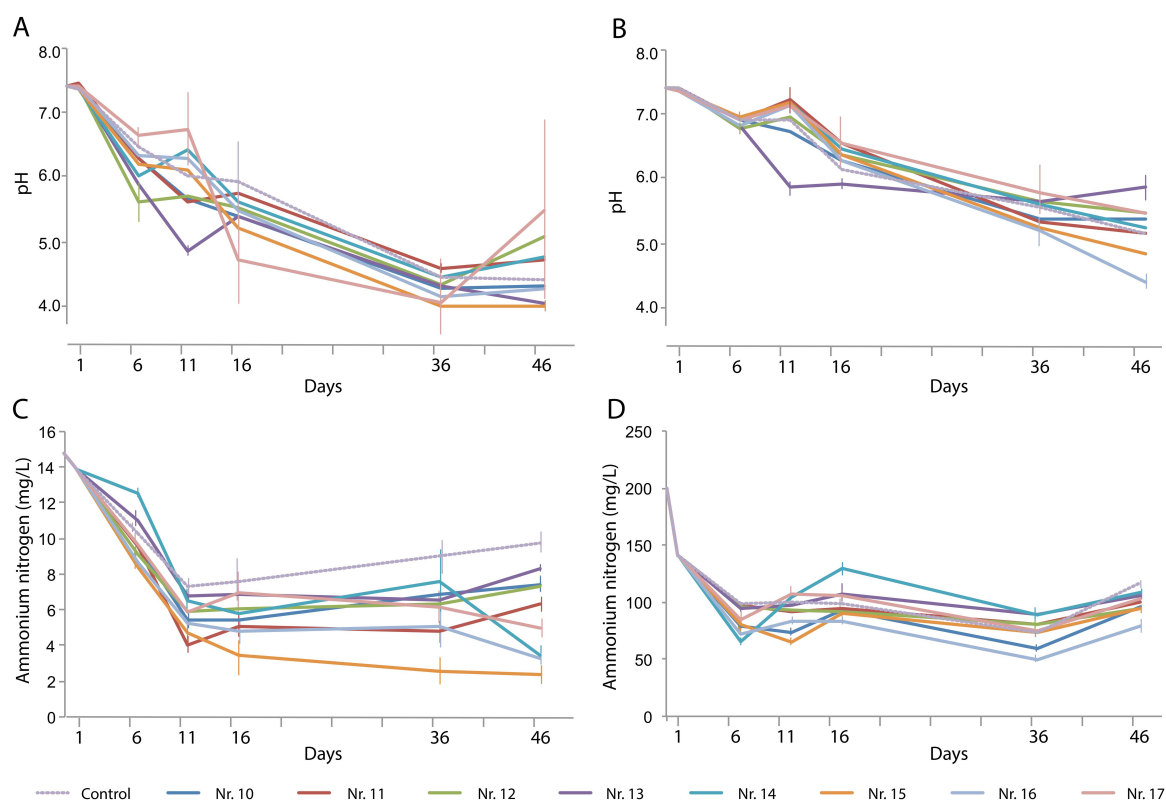 A
8.0
7.0
6.0
5.0
4.0
pH
1 6 11 16 36 46
Days
B
8.0
7.0
6.0
5.0
4.0
pH
1 6 11 16 36 46
Days
C
16
14
12
10
8
6
4
2
0
Ammonium nitrogen (mg/L)
1 6 11 16 36 46
Days
D
250
200
150
100
50
0
Ammonium nitrogen (mg/L)
1 6 11 16 36 46
Days
Control Nr. 10 Nr. 11 Nr. 12 Nr. 13 Nr. 14 Nr. 15 Nr. 16 Nr. 17